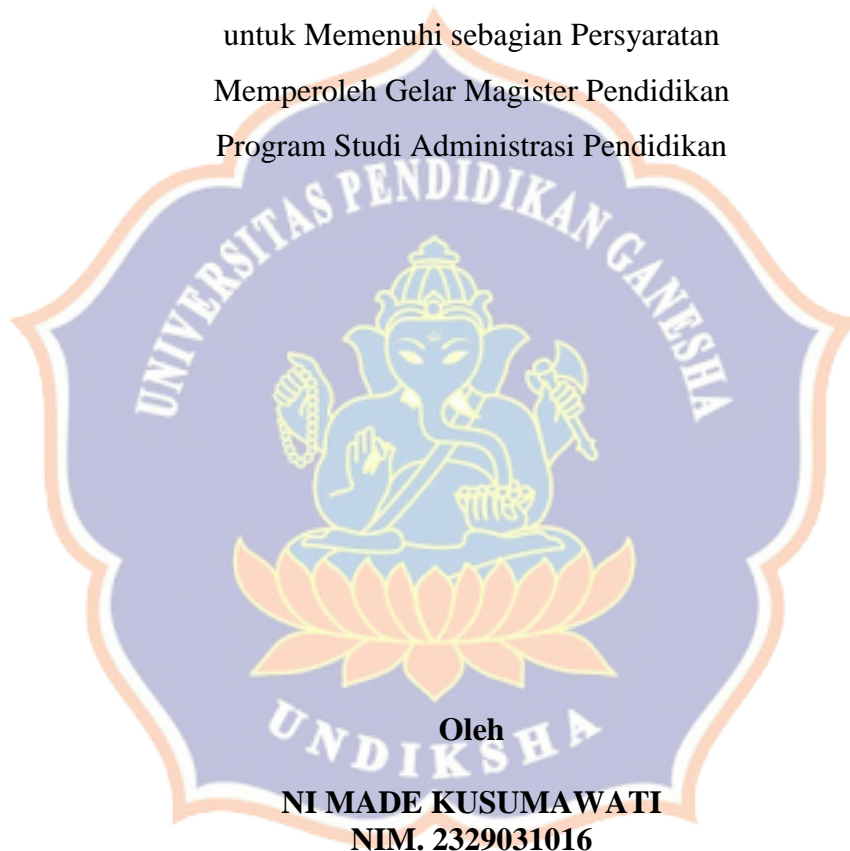 untuk Memenuhi sebagian Persyaratan
Memperoleh Gelar Magister Pendidikan
Program Studi Administrasi Pendidikan
UNIVERSITAS PENDIDIKAN GANESHA
UNDIKSHA
Oleh
NI MADE KUSUMAWATI
NIM. 2329031016